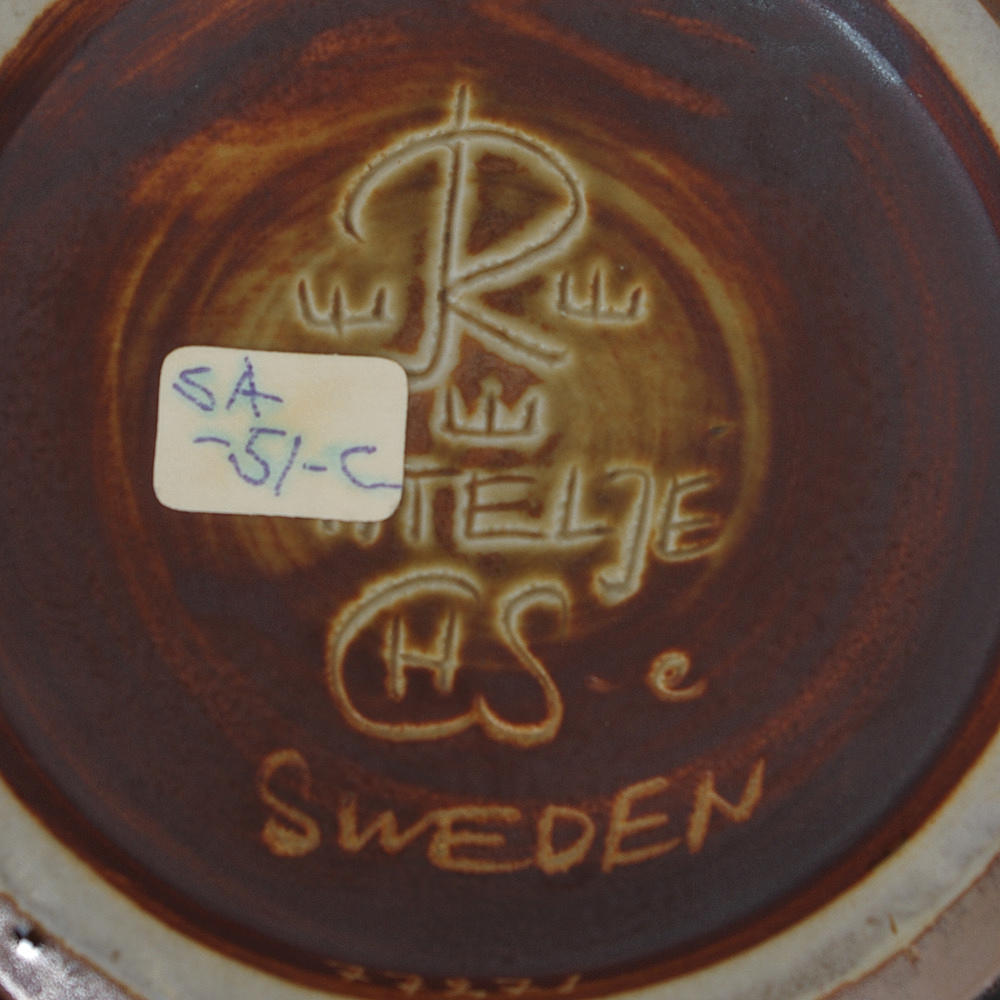 R
SA
-51-C
TELJE
CHS - e
SWEDEN